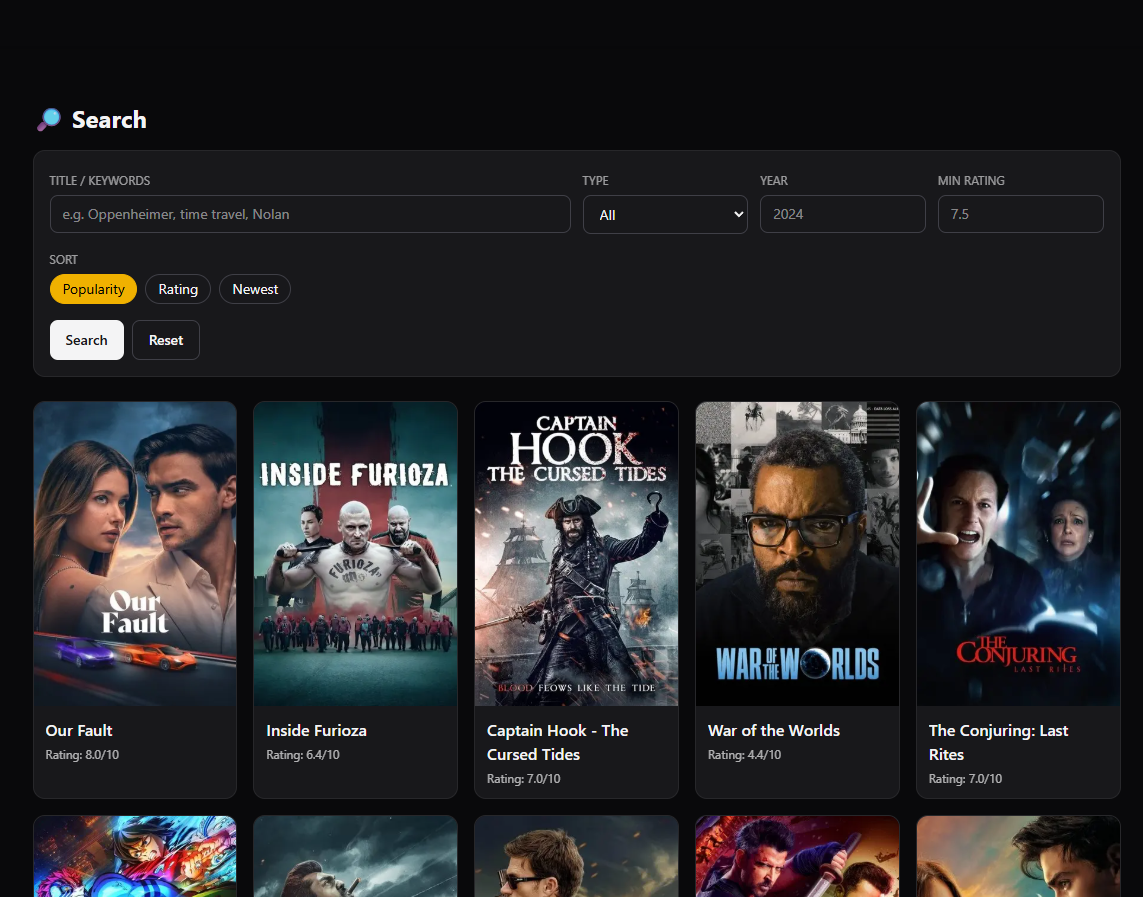 Search
TITLE / KEYWORDS
TYPE
YEAR
MIN RATING
e.g. Oppenheimer, time travel, Nolan
All
2024
7.5
SORT
Popularity
Rating
Newest
Search
Reset
Our
Fault
INSIDE FURIOZA
FURIOZA
CAPTAIN
HOOK
THE CURSED TIDES
BLOOD FLOWS LIKE THE TIDE
WAR OF THE WORLDS
THE
CONJURING
LAST RITES
Our Fault
Rating: 8.0/10
Inside Furioza
Rating: 6.4/10
Captain Hook - The
Cursed Tides
Rating: 7.0/10
War of the Worlds
Rating: 4.4/10
The Conjuring: Last
Rites
Rating: 7.0/10